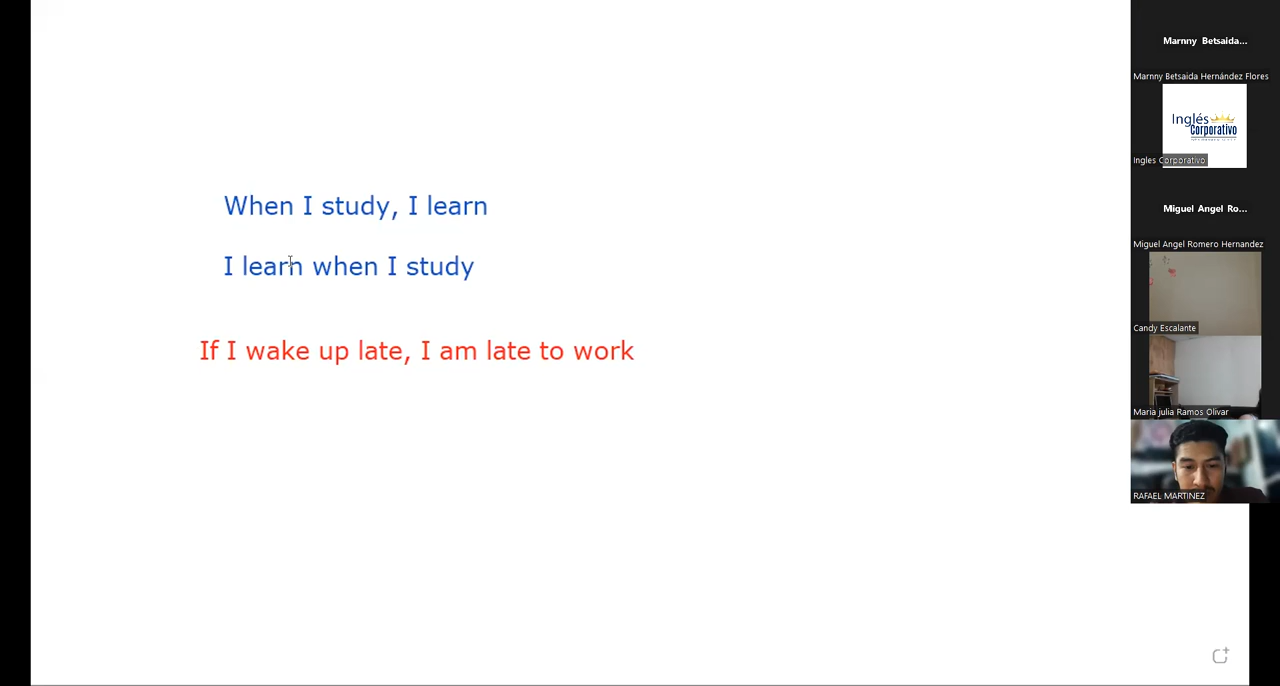 When I study, I learn
I learn when I study
If I wake up late, I am late to work
Marnny Betsaida...
Marnny Betsaida Hernández Flores
Inglés
Corporativo
Ingles Corporativo
Miguel Angel Ro...
Miguel Angel Romero Hernandez
Candy Escalante
Maria julia Ramos Olivar
RAFAEL MARTINEZ